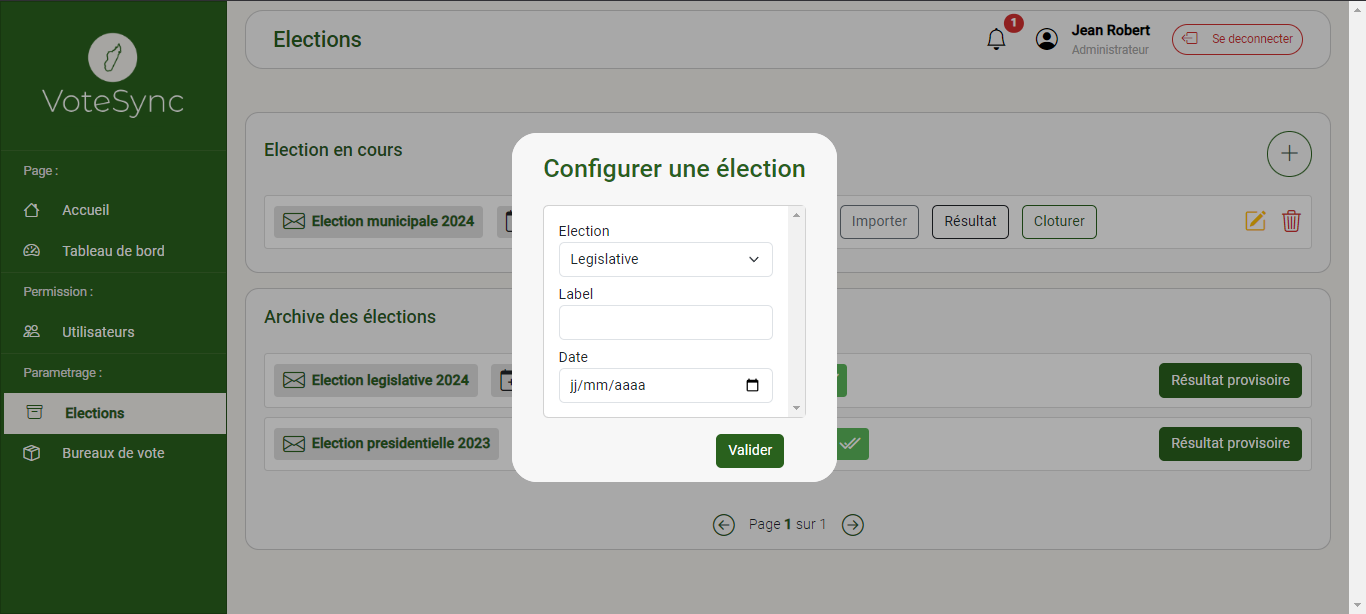 VoteSync
Page :
Accueil
Tableau de bord
Permission :
Utilisateurs
Parametrage :
Elections
Bureaux de vote
Elections
1
Jean Robert
Administrateur
Se deconnecter
Election en cours
Election municipale 2024
Importer
Résultat
Cloturer
Archive des élections
Election legislative 2024
Résultat provisoire
Election presidentielle 2023
Résultat provisoire
Page 1 sur 1
Configurer une élection
Election
Legislative
Label
Date
jj/mm/aaaa
Valider